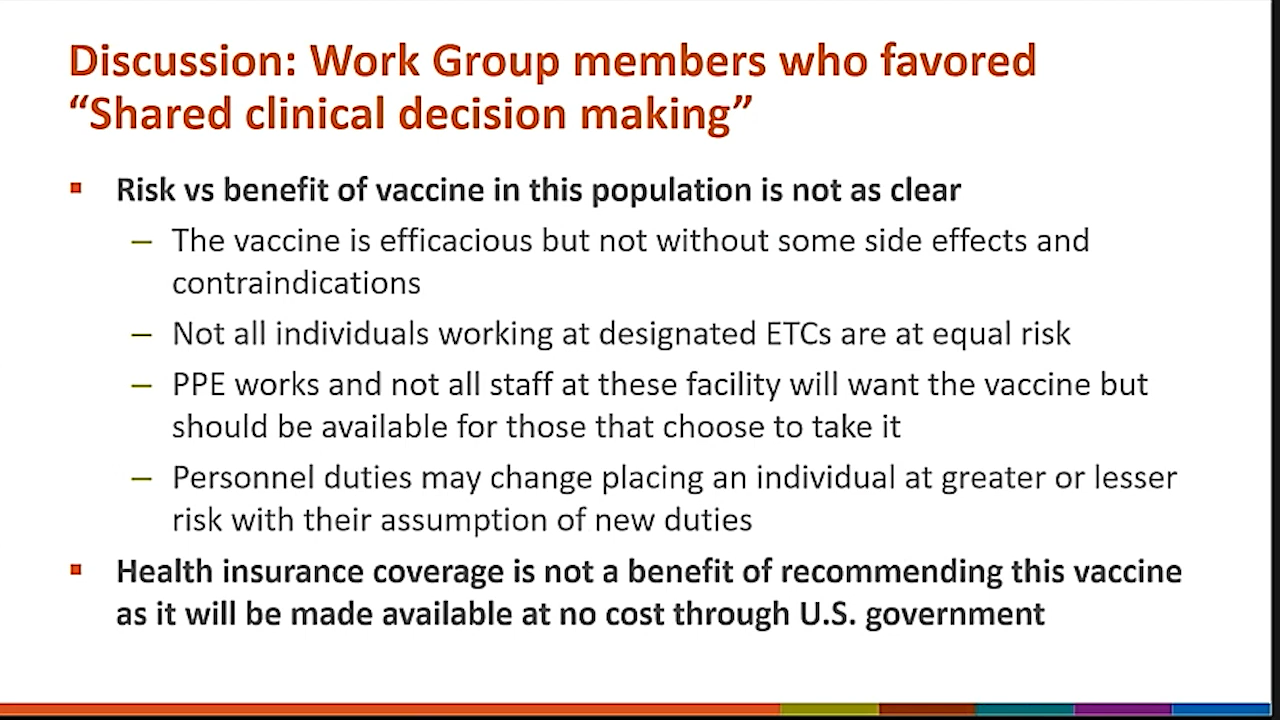 Discussion: Work Group members who favored
“Shared clinical decision making”
▪ Risk vs benefit of vaccine in this population is not as clear
– The vaccine is efficacious but not without some side effects and
contraindications
– Not all individuals working at designated ETCs are at equal risk
– PPE works and not all staff at these facility will want the vaccine but
should be available for those that choose to take it
– Personnel duties may change placing an individual at greater or lesser
risk with their assumption of new duties
▪ Health insurance coverage is not a benefit of recommending this vaccine
as it will be made available at no cost through U.S. government